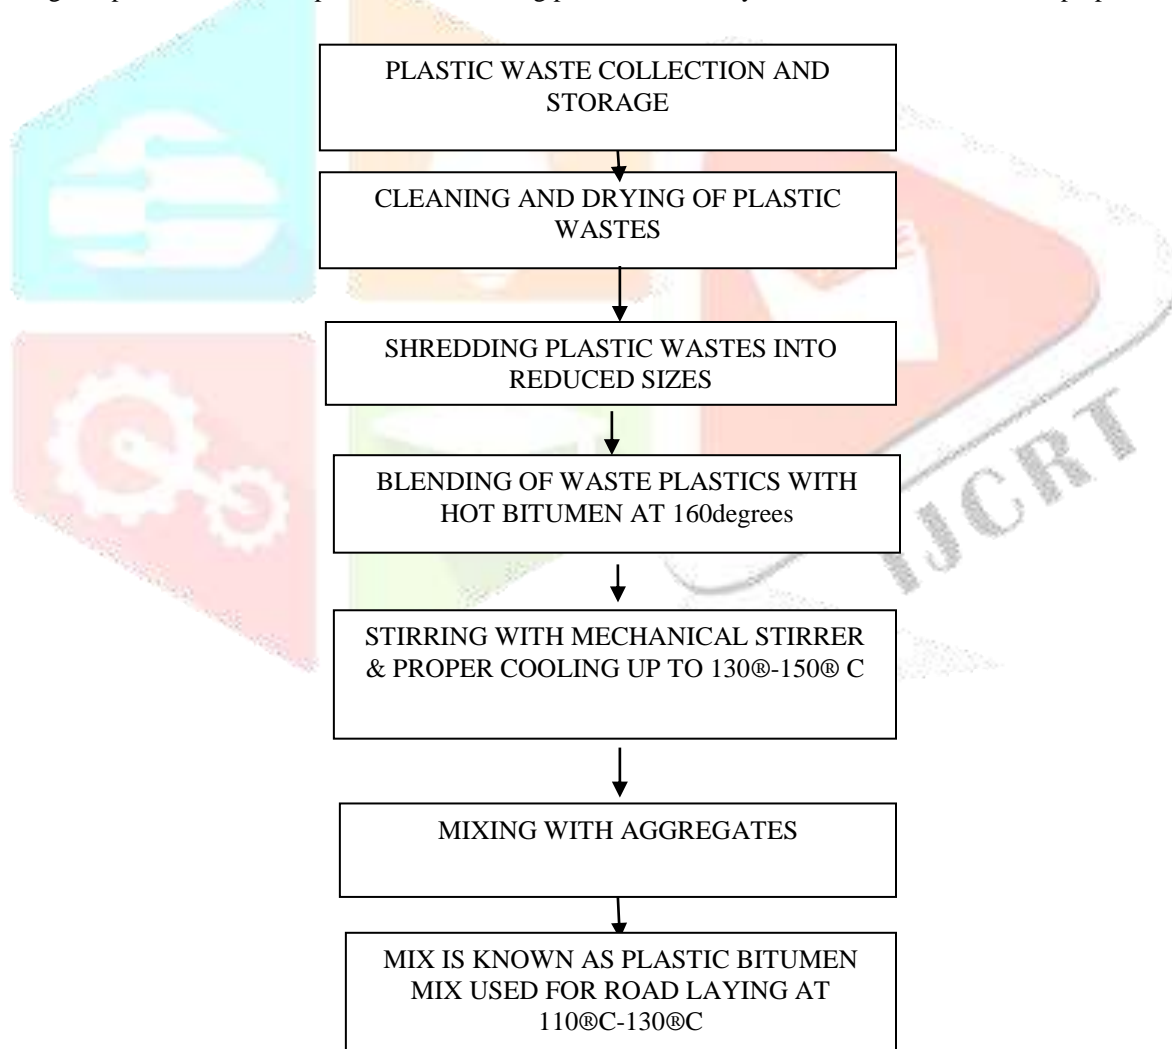 PLASTIC WASTE COLLECTION AND
STORAGE
CLEANING AND DRYING OF PLASTIC
WASTES
SHREDDING PLASTIC WASTES INTO
REDUCED SIZES
BLENDING OF WASTE PLASTICS WITH
HOT BITUMEN AT 160degrees
IJCRT
STIRRING WITH MECHANICAL STIRRER
& PROPER COOLING UP TO 130®-150® C
MIXING WITH AGGREGATES
MIX IS KNOWN AS PLASTIC BITUMEN
MIX USED FOR ROAD LAYING AT
110®C-130®C